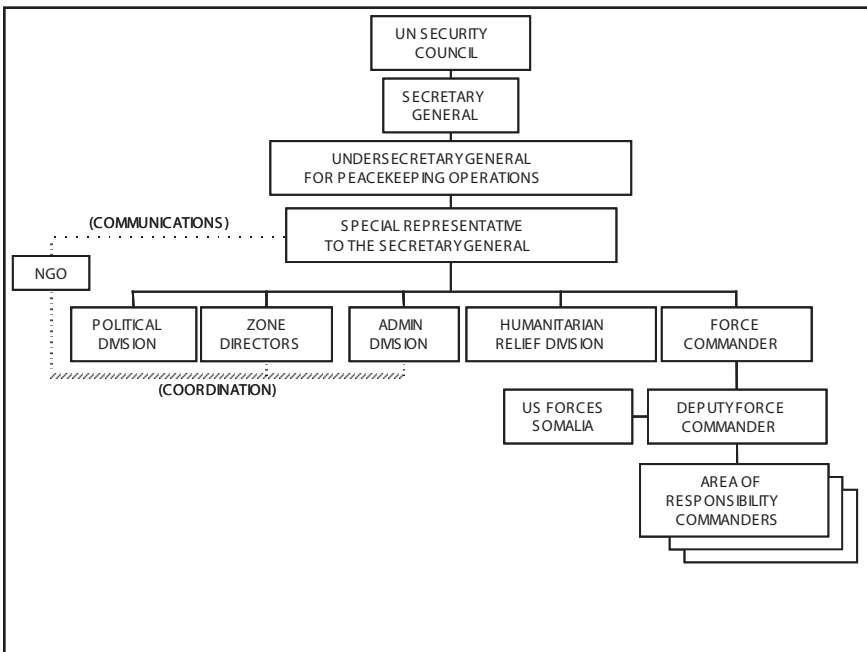 UN SECURITY
COUNCIL
SECRETARY
GENERAL
UNDERSECRETARY GENERAL
FOR PEACEKEEPING OPERATIONS
(COMMUNICATIONS)
SPECIAL REPRESENTATIVE
TO THE SECRETARY GENERAL
NGO
POLITICAL
DIVISION
ZONE
DIRECTORS
ADMIN
DIVISION
HUMANITARIAN
RELIEF DIVISION
FORCE
COMMANDER
(COORDINATION)
US FORCES
SOMALIA
DEPUTY FORCE
COMMANDER
AREA OF
RESPONSIBILITY
COMMANDERS